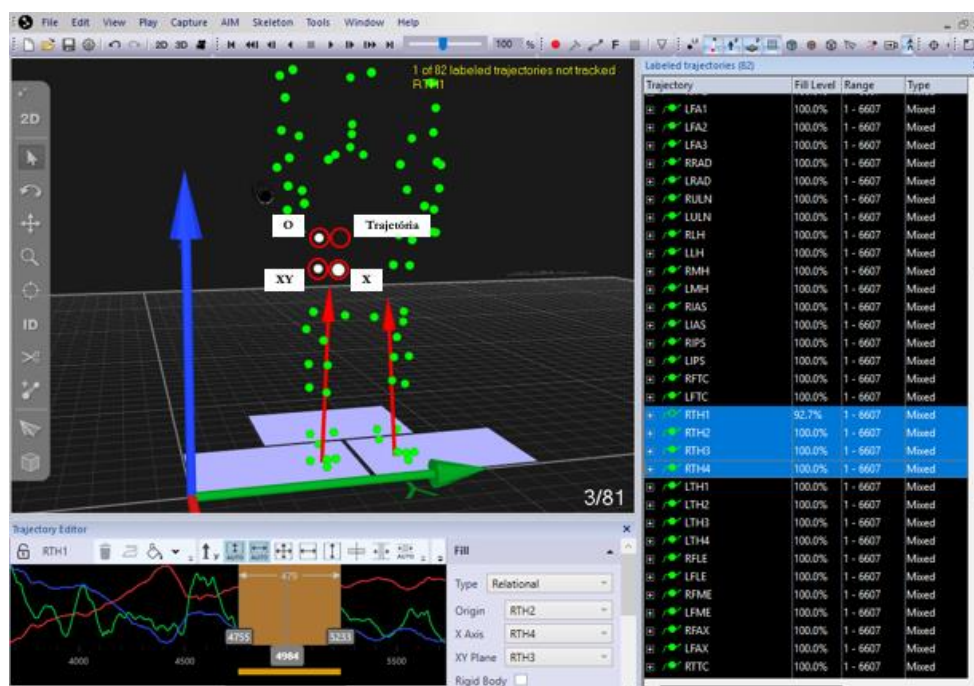 File Edit View Play Capture AIM Skeleton Tools Window Help
2D 3D 100 % F
1 of 82 labeled trajectories not tracked
RTH1
2D
ID
O Trajetória
XY X
Y
3/81
Labeled trajectories (82)
Trajectory Fill Level Range Type
LFA1 100.0% 1 - 6607 Mixed
LFA2 100.0% 1 - 6607 Mixed
LFA3 100.0% 1 - 6607 Mixed
RRAD 100.0% 1 - 6607 Mixed
LRAD 100.0% 1 - 6607 Mixed
RULN 100.0% 1 - 6607 Mixed
LULN 100.0% 1 - 6607 Mixed
RLH 100.0% 1 - 6607 Mixed
LLH 100.0% 1 - 6607 Mixed
RMH 100.0% 1 - 6607 Mixed
LMH 100.0% 1 - 6607 Mixed
RIAS 100.0% 1 - 6607 Mixed
LIAS 100.0% 1 - 6607 Mixed
RIPS 100.0% 1 - 6607 Mixed
LIPS 100.0% 1 - 6607 Mixed
RFTC 100.0% 1 - 6607 Mixed
LFTC 100.0% 1 - 6607 Mixed
RTH1 92.7% 1 - 6607 Mixed
RTH2 100.0% 1 - 6607 Mixed
RTH3 100.0% 1 - 6607 Mixed
RTH4 100.0% 1 - 6607 Mixed
LTH1 100.0% 1 - 6607 Mixed
LTH2 100.0% 1 - 6607 Mixed
LTH3 100.0% 1 - 6607 Mixed
LTH4 100.0% 1 - 6607 Mixed
RFLE 100.0% 1 - 6607 Mixed
LFLE 100.0% 1 - 6607 Mixed
RFME 100.0% 1 - 6607 Mixed
LFME 100.0% 1 - 6607 Mixed
RFAX 100.0% 1 - 6607 Mixed
LFAX 100.0% 1 - 6607 Mixed
RTTC 100.0% 1 - 6607 Mixed
Trajectory Editor
RTH1 AUTO AUTO AUTO
479
4755 5233
4984
4000 4500 5500
Fill
Type Relational
Origin RTH2
X Axis RTH4
XY Plane RTH3
Rigid Body